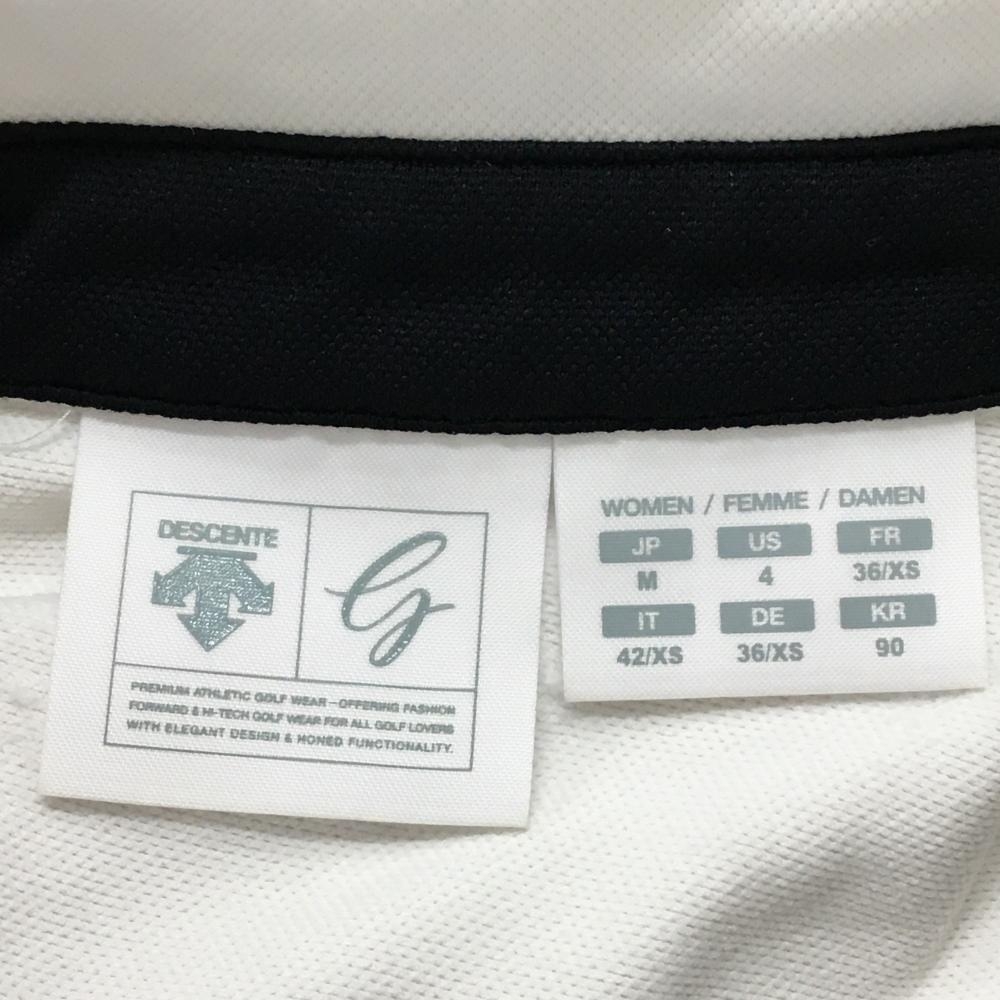 DESCENTE
PREMIUM ATHLETIC GOLF WEAR – OFFERING FASHION
FORWARD & HI-TECH GOLF WEAR FOR ALL GOLF LOVERS
WITH ELEGANT DESIGN & HONED FUNCTIONALITY.
WOMEN / FEMME / DAMEN
JP US FR
M 4 36/XS
IT DE KR
42/XS 36/XS 90